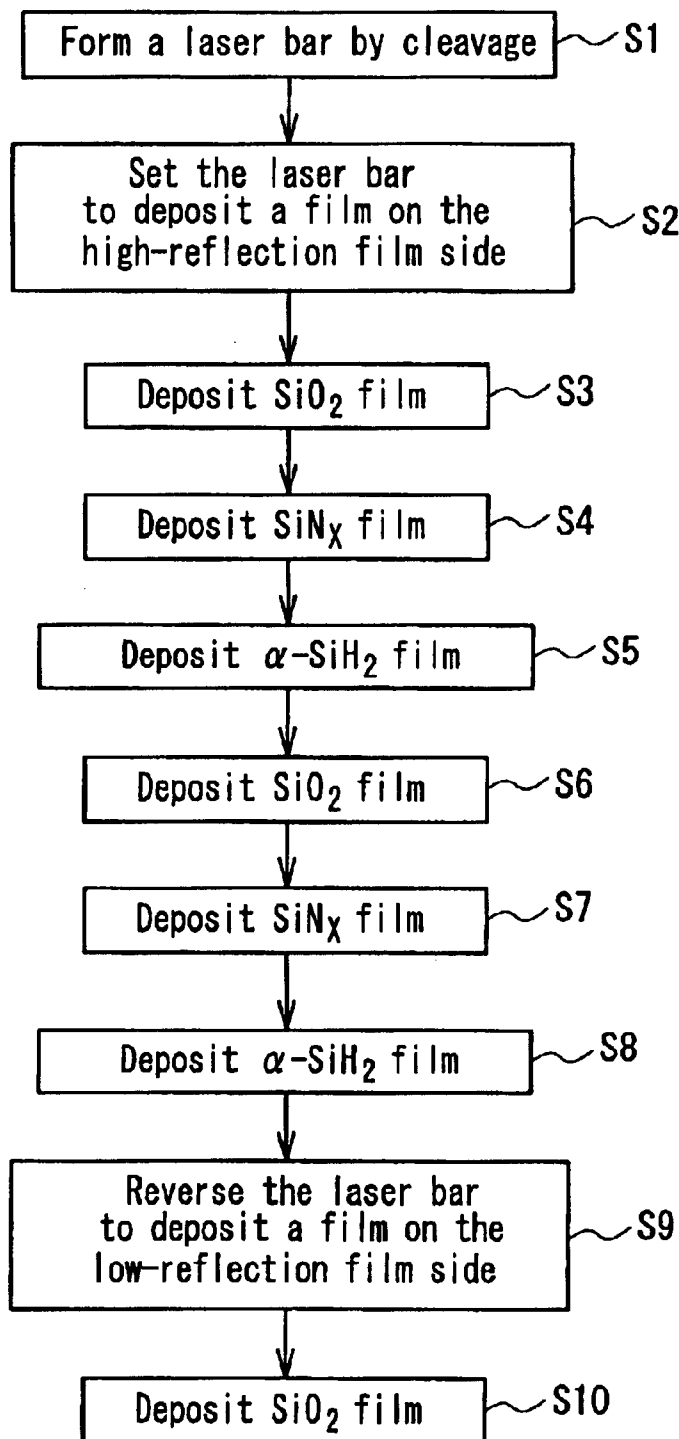 Form a laser bar by cleavage S1
Set the laser bar
to deposit a film on the
high-reflection film side
S2
Deposit SiO₂ film S3
Deposit SiNₓ film S4
Deposit α-SiH₂ film S5
Deposit SiO₂ film S6
Deposit SiNₓ film S7
Deposit α-SiH₂ film S8
Reverse the laser bar
to deposit a film on the
low-reflection film side
S9
Deposit SiO₂ film S10